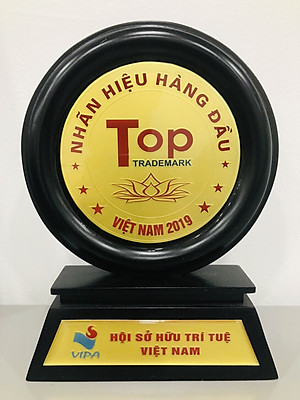 NHÃN HIỆU HÀNG ĐẦU
Top
TRADEMARK
VIỆT NAM 2019
VIPA
HỘI SỞ HỮU TRÍ TUỆ
VIỆT NAM